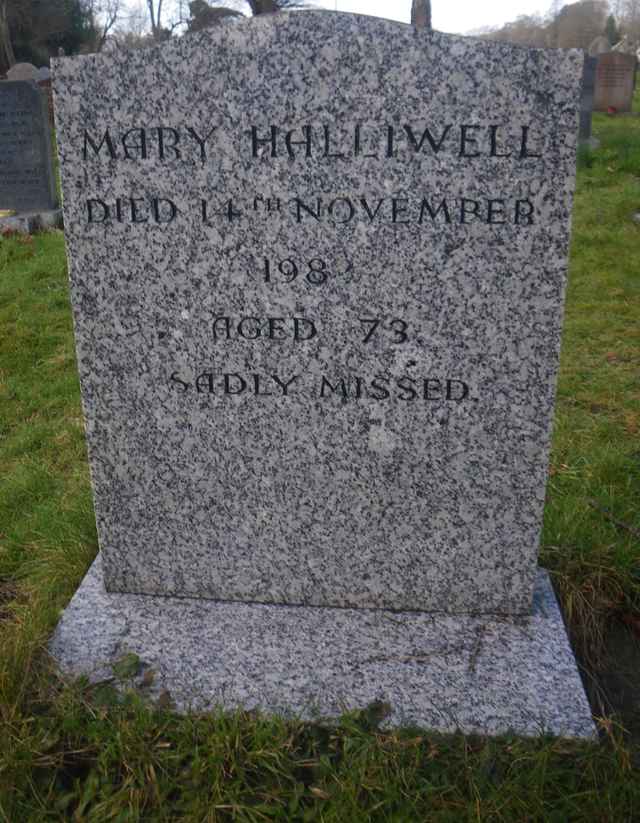 MARY HALLIWELL
DIED 14TH NOVEMBER
AGED 73.
SADLY MISSED.